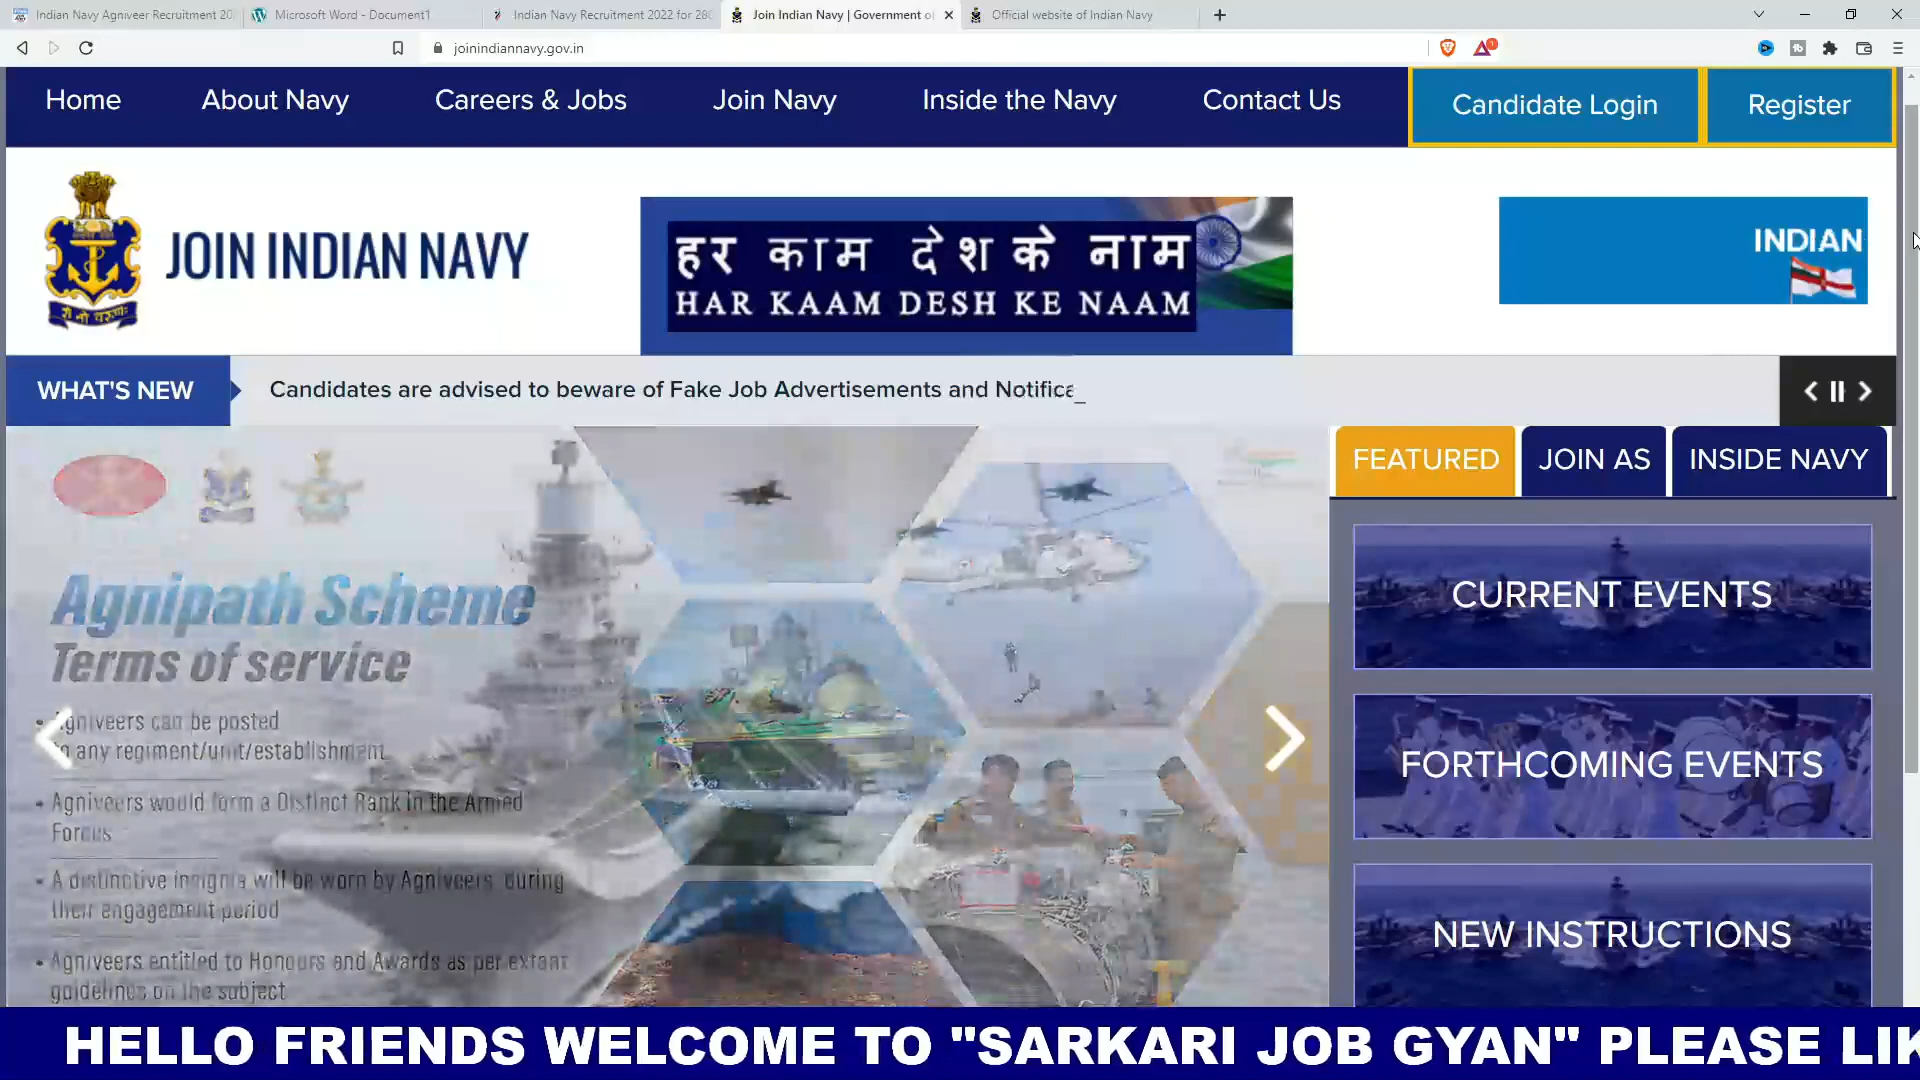 Indian Navy Agniveer Recruitment 20
Microsoft Word - Document1
Indian Navy Recruitment 2022 for 280
Join Indian Navy | Government o
Official website of Indian Navy
joinindiannavy.gov.in
Home
About Navy
Careers & Jobs
Join Navy
Inside the Navy
Contact Us
Candidate Login
Register
JOIN INDIAN NAVY
हर काम देश के नाम
HAR KAAM DESH KE NAAM
INDIAN
WHAT'S NEW
Candidates are advised to beware of Fake Job Advertisements and Notifica_
FEATURED
JOIN AS
INSIDE NAVY
Agnipath Scheme
Terms of service
• Agniveers can be posted
to any regiment/unit/establishment
• Agniveers would form a Distinct Rank in the Armed
Forces
• A distinctive insignia will be worn by Agniveers during
their engagement period
• Agniveers entitled to Honours and Awards as per extant
guidelines on the subject
CURRENT EVENTS
FORTHCOMING EVENTS
NEW INSTRUCTIONS
HELLO FRIENDS WELCOME TO "SARKARI JOB GYAN" PLEASE LIK